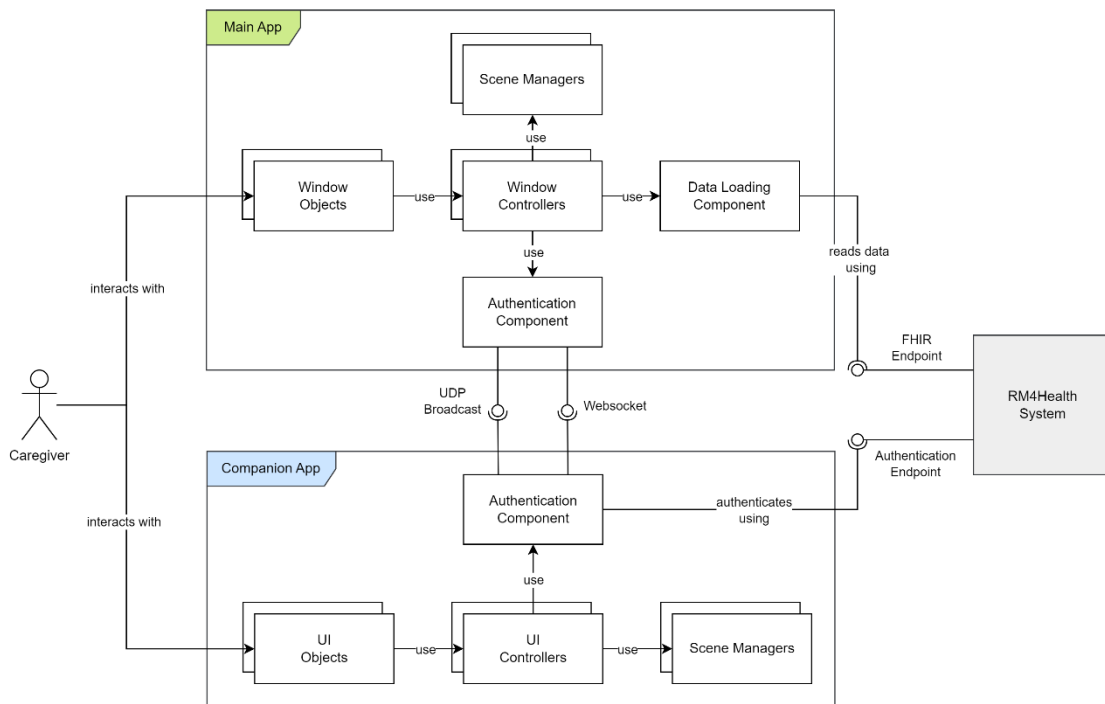 Main App
Scene Managers
use
Window
Objects
use
Window
Controllers
use
Data Loading
Component
use
reads data
using
interacts with
Authentication
Component
FHIR
Endpoint
UDP
Broadcast
Websocket
RM4Health
System
Caregiver
Authentication
Endpoint
Companion App
Authentication
Component
authenticates
using
interacts with
use
UI
Objects
use
UI
Controllers
use
Scene Managers